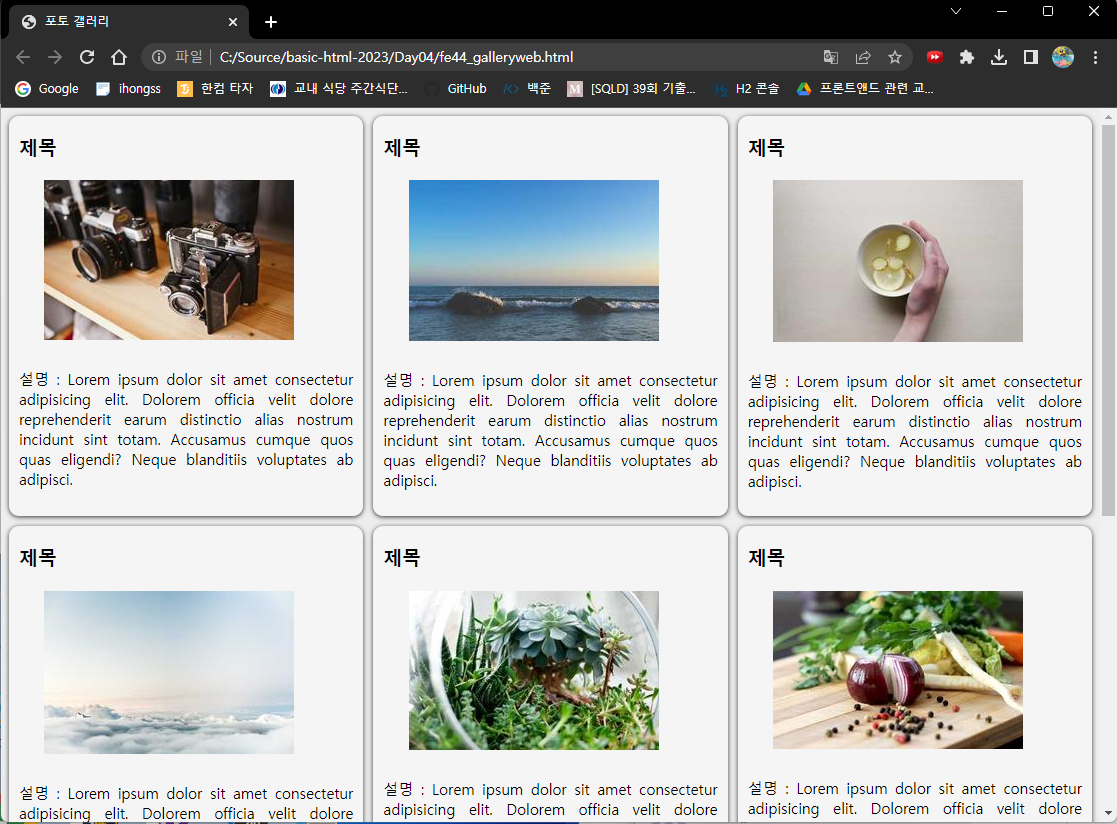 포토 갤러리
파일 C:/Source/basic-html-2023/Day04/fe44_galleryweb.html
Google ihongss 한컴 타자 교내 식당 주간식단... GitHub 백준 [SQLD] 39회 기출... H2 콘솔 프론트앤드 관련 교...
제목
설명 : Lorem ipsum dolor sit amet consectetur
adipisicing elit. Dolorem officia velit dolore
reprehenderit earum distinctio alias nostrum
incidunt sint totam. Accusamus cumque quos
quas eligendi? Neque blanditiis voluptates ab
adipisci.
제목
설명 : Lorem ipsum dolor sit amet consectetur
adipisicing elit. Dolorem officia velit dolore
reprehenderit earum distinctio alias nostrum
incidunt sint totam. Accusamus cumque quos
quas eligendi? Neque blanditiis voluptates ab
adipisci.
제목
설명 : Lorem ipsum dolor sit amet consectetur
adipisicing elit. Dolorem officia velit dolore
reprehenderit earum distinctio alias nostrum
incidunt sint totam. Accusamus cumque quos
quas eligendi? Neque blanditiis voluptates ab
adipisci.
제목
설명 : Lorem ipsum dolor sit amet consectetur
adipisicing elit. Dolorem officia velit dolore
제목
설명 : Lorem ipsum dolor sit amet consectetur
adipisicing elit. Dolorem officia velit dolore
제목
설명 : Lorem ipsum dolor sit amet consectetur
adipisicing elit. Dolorem officia velit dolore